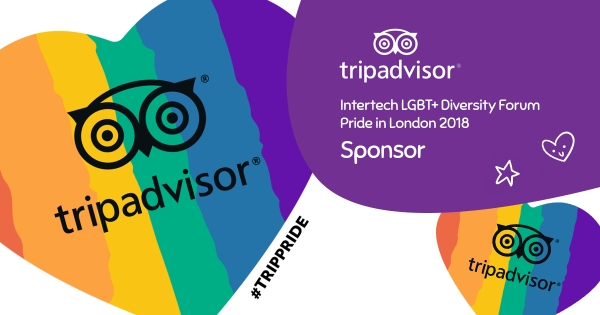 tripadvisor®
#TRIPPRIDE
tripadvisor®
Intertech LGBT+ Diversity Forum
Pride in London 2018
Sponsor
tripadvisor®